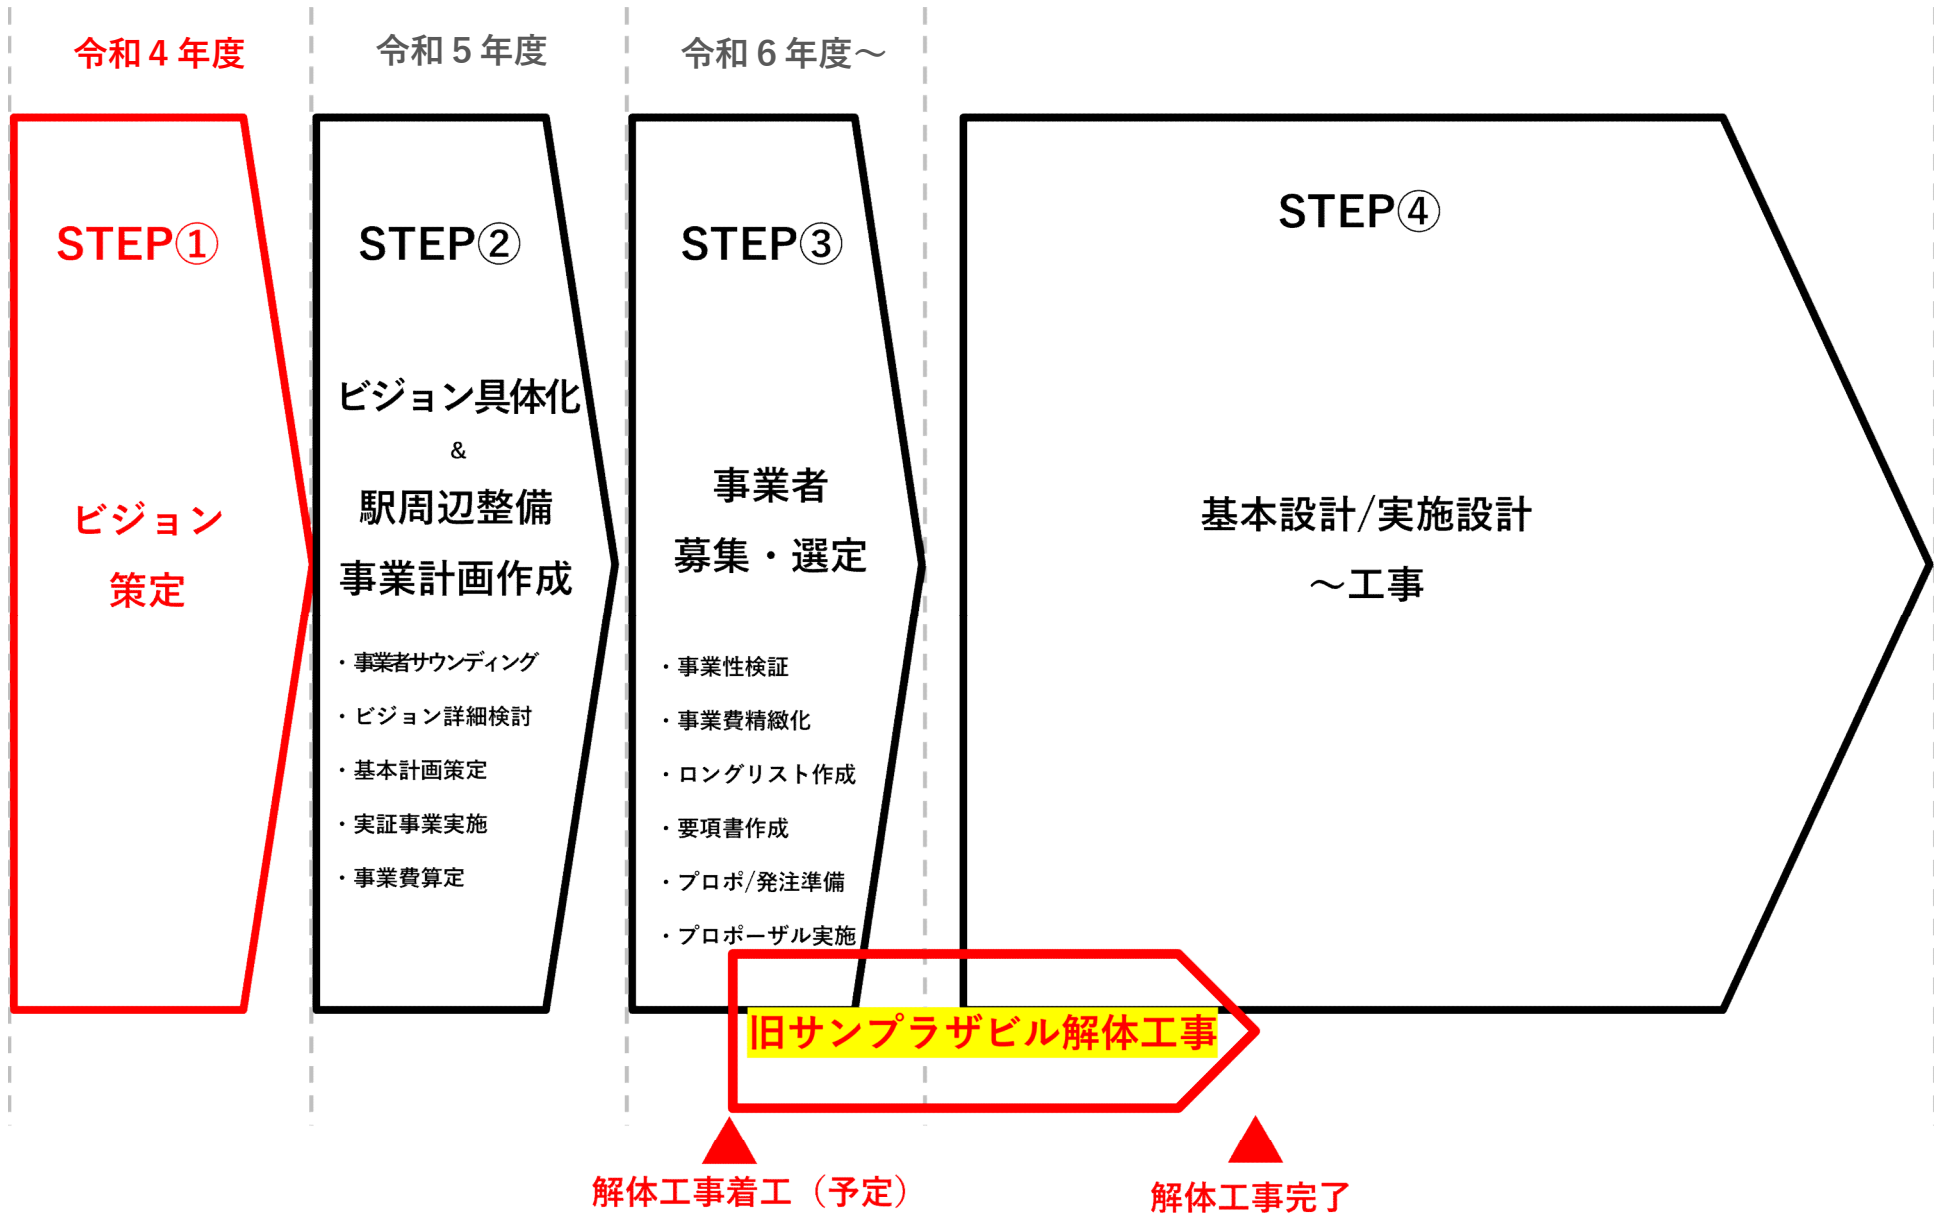 令和４年度
令和５年度
令和６年度～
STEP①
ビジョン
策定
STEP②
ビジョン具体化
&
駅周辺整備
事業計画作成
・事業者サウンディング
・ビジョン詳細検討
・基本計画策定
・実証事業実施
・事業費算定
STEP③
事業者
募集・選定
・事業性検証
・事業費精緻化
・ロングリスト作成
・要項書作成
・プロポ/発注準備
・プロポーザル実施
STEP④
基本設計/実施設計
～工事
旧サンプラザビル解体工事
解体工事着工（予定）
解体工事完了